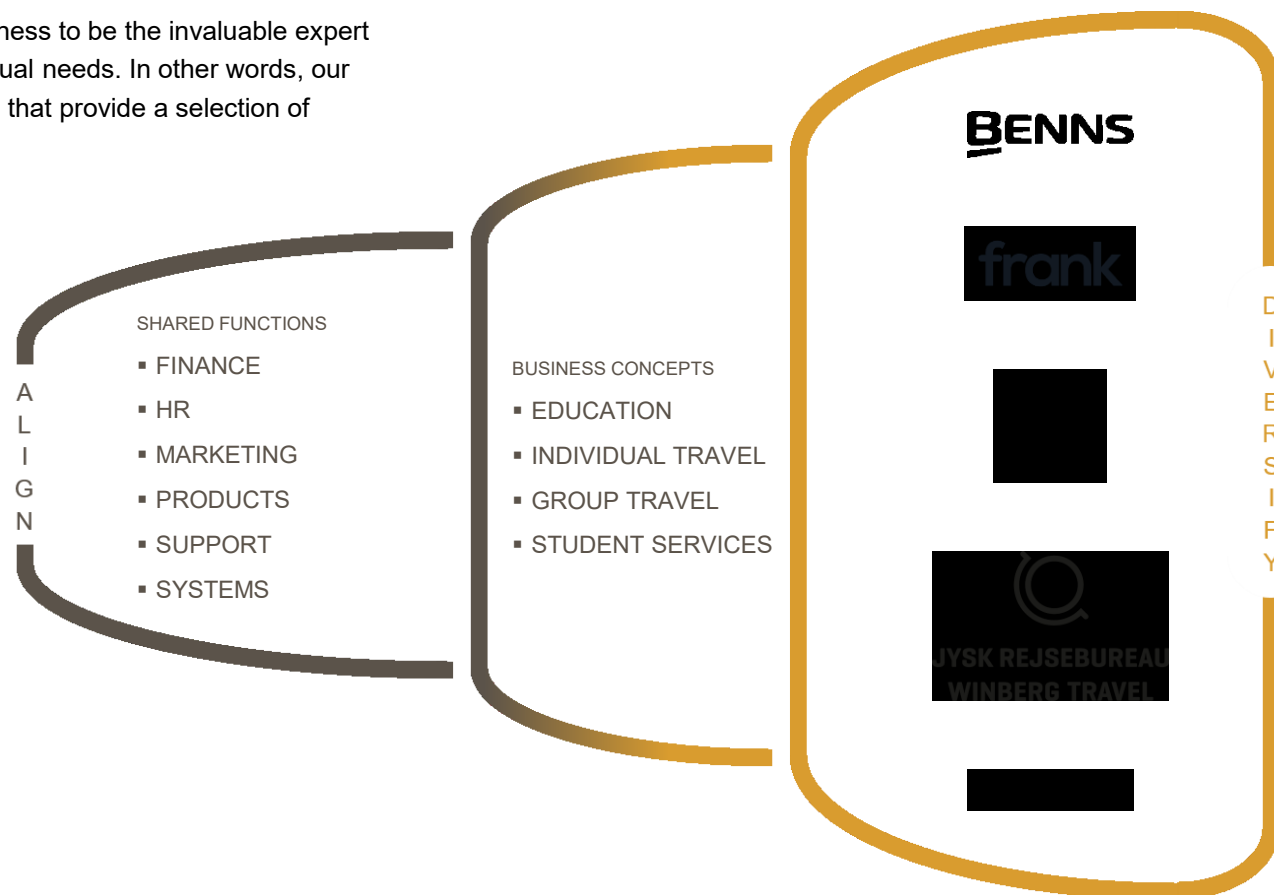 ness to be the invaluable expert
ual needs. In other words, our
that provide a selection of
BENNS
frank
SHARED FUNCTIONS
▪ FINANCE
▪ HR
▪ MARKETING
▪ PRODUCTS
▪ SUPPORT
▪ SYSTEMS
ALIGN
BUSINESS CONCEPTS
▪ EDUCATION
▪ INDIVIDUAL TRAVEL
▪ GROUP TRAVEL
▪ STUDENT SERVICES
JYSK REJSEBUREAU
WINBERG TRAVEL
DIVERSIFY